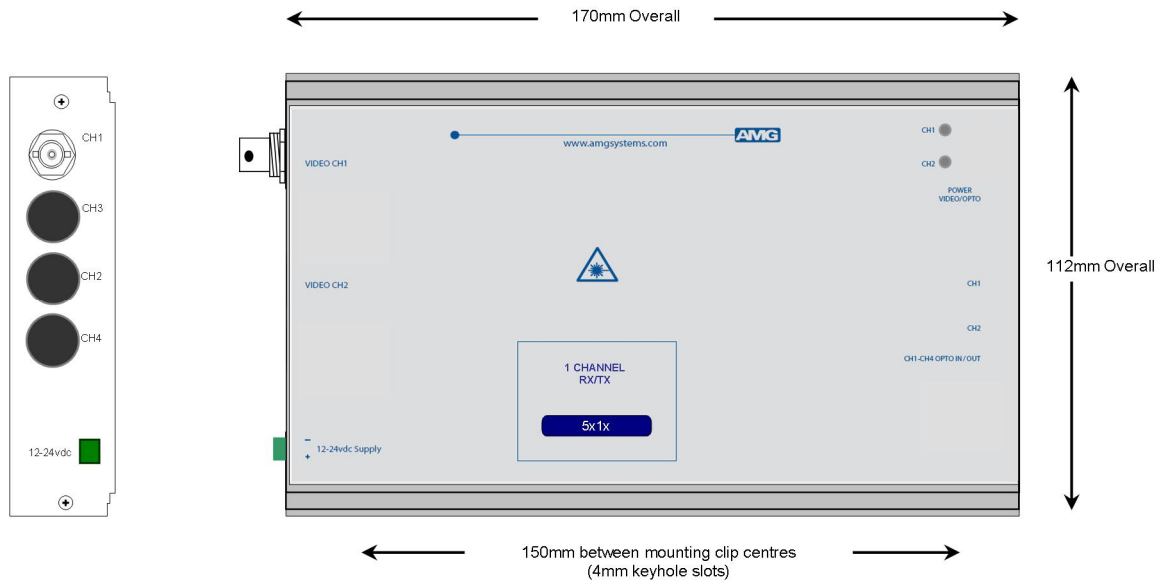 170mm Overall
CH1
CH3
CH2
CH4
12-24vdc
www.amgsystems.com
AMG
VIDEO CH1
VIDEO CH2
CH1
CH2
POWER
VIDEO/OPTO
CH1
CH2
CH1-CH4 OPTO IN/OUT
1 CHANNEL
RX/TX
5x1x
–
+
12-24vdc Supply
112mm Overall
150mm between mounting clip centres
(4mm keyhole slots)